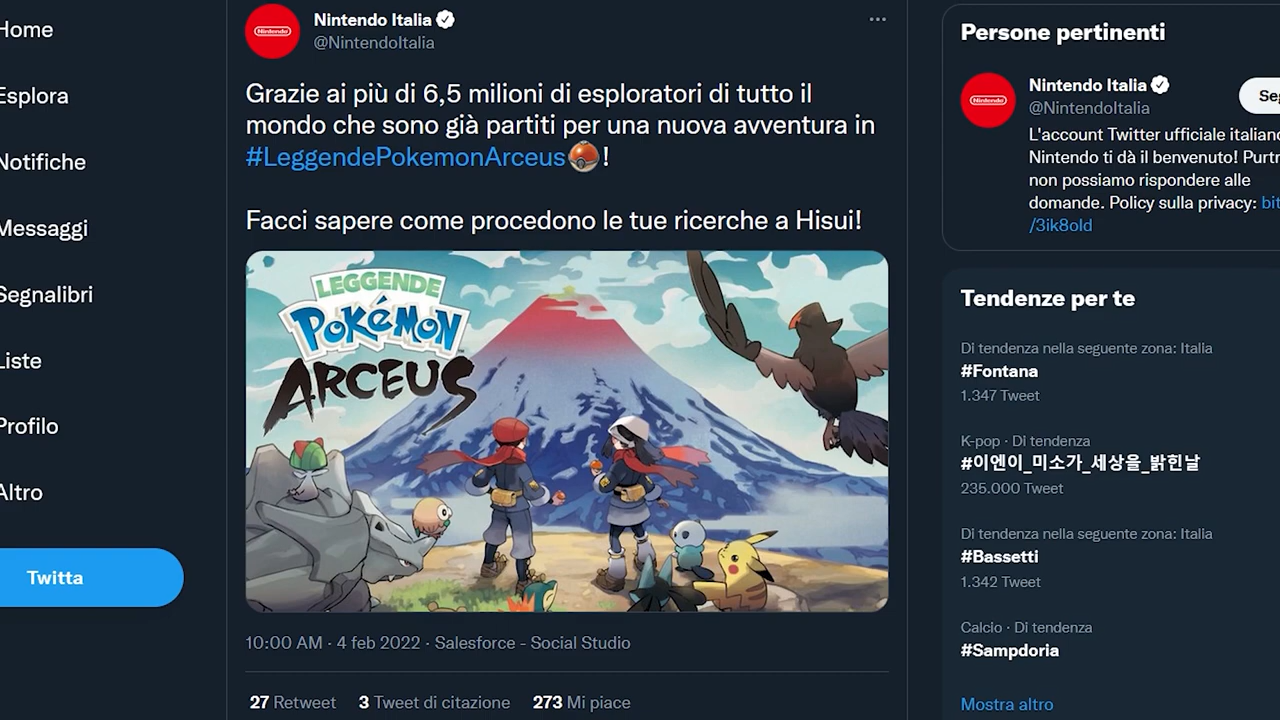 Home
Esplora
Notifiche
Messaggi
Segnalibri
Liste
Profilo
Altro
Twitta
Nintendo
Nintendo Italia
@NintendoItalia
Grazie ai più di 6,5 milioni di esploratori di tutto il
mondo che sono già partiti per una nuova avventura in
#LeggendePokemonArceus!
Facci sapere come procedono le tue ricerche a Hisui!
LEGGENDE
POKéMON
ARCEUS
10:00 AM · 4 feb 2022 · Salesforce - Social Studio
27 Retweet 3 Tweet di citazione 273 Mi piace
Persone pertinenti
Nintendo
Nintendo Italia
@NintendoItalia
L'account Twitter ufficiale italiano
Nintendo ti dà il benvenuto! Purtr
non possiamo rispondere alle
domande. Policy sulla privacy: bit
/3ik8old
Tendenze per te
Di tendenza nella seguente zona: Italia
#Fontana
1.347 Tweet
K-pop · Di tendenza
#이엔이_미소가_세상을_밝힌날
235.000 Tweet
Di tendenza nella seguente zona: Italia
#Bassetti
1.342 Tweet
Calcio · Di tendenza
#Sampdoria
Mostra altro